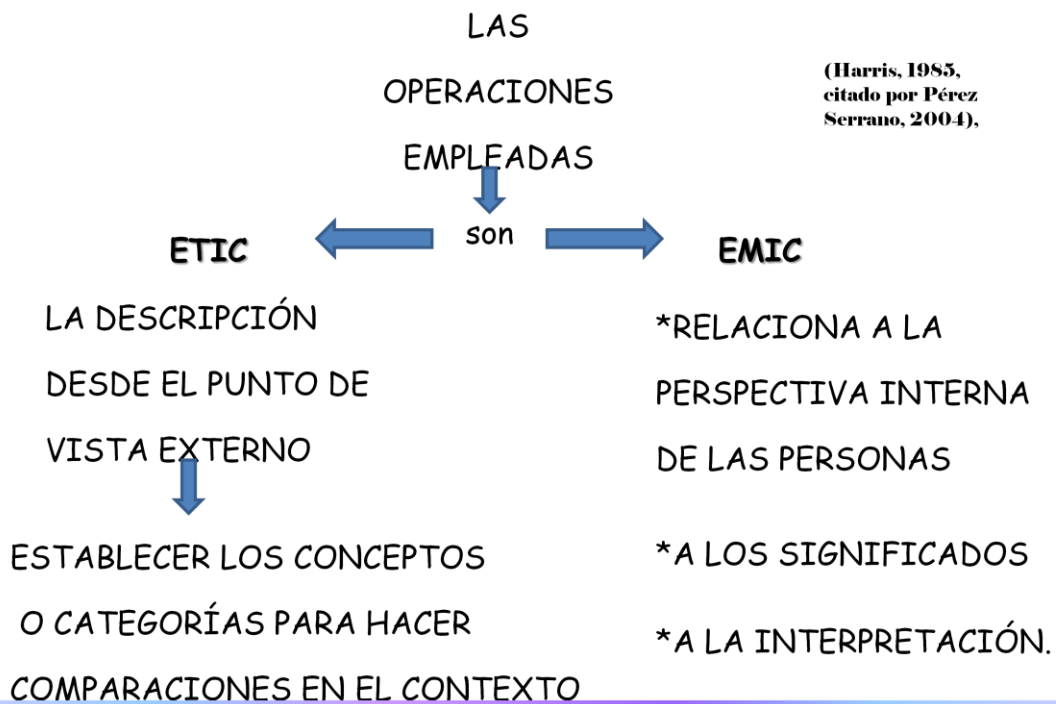 LAS
OPERACIONES
EMPLEADAS
(Harris, 1985,
citado por Pérez
Serrano, 2004),
son
ETIC
LA DESCRIPCIÓN
DESDE EL PUNTO DE
VISTA EXTERNO
ESTABLECER LOS CONCEPTOS
O CATEGORÍAS PARA HACER
COMPARACIONES EN EL CONTEXTO
EMIC
*RELACIONA A LA
PERSPECTIVA INTERNA
DE LAS PERSONAS
*A LOS SIGNIFICADOS
*A LA INTERPRETACIÓN.